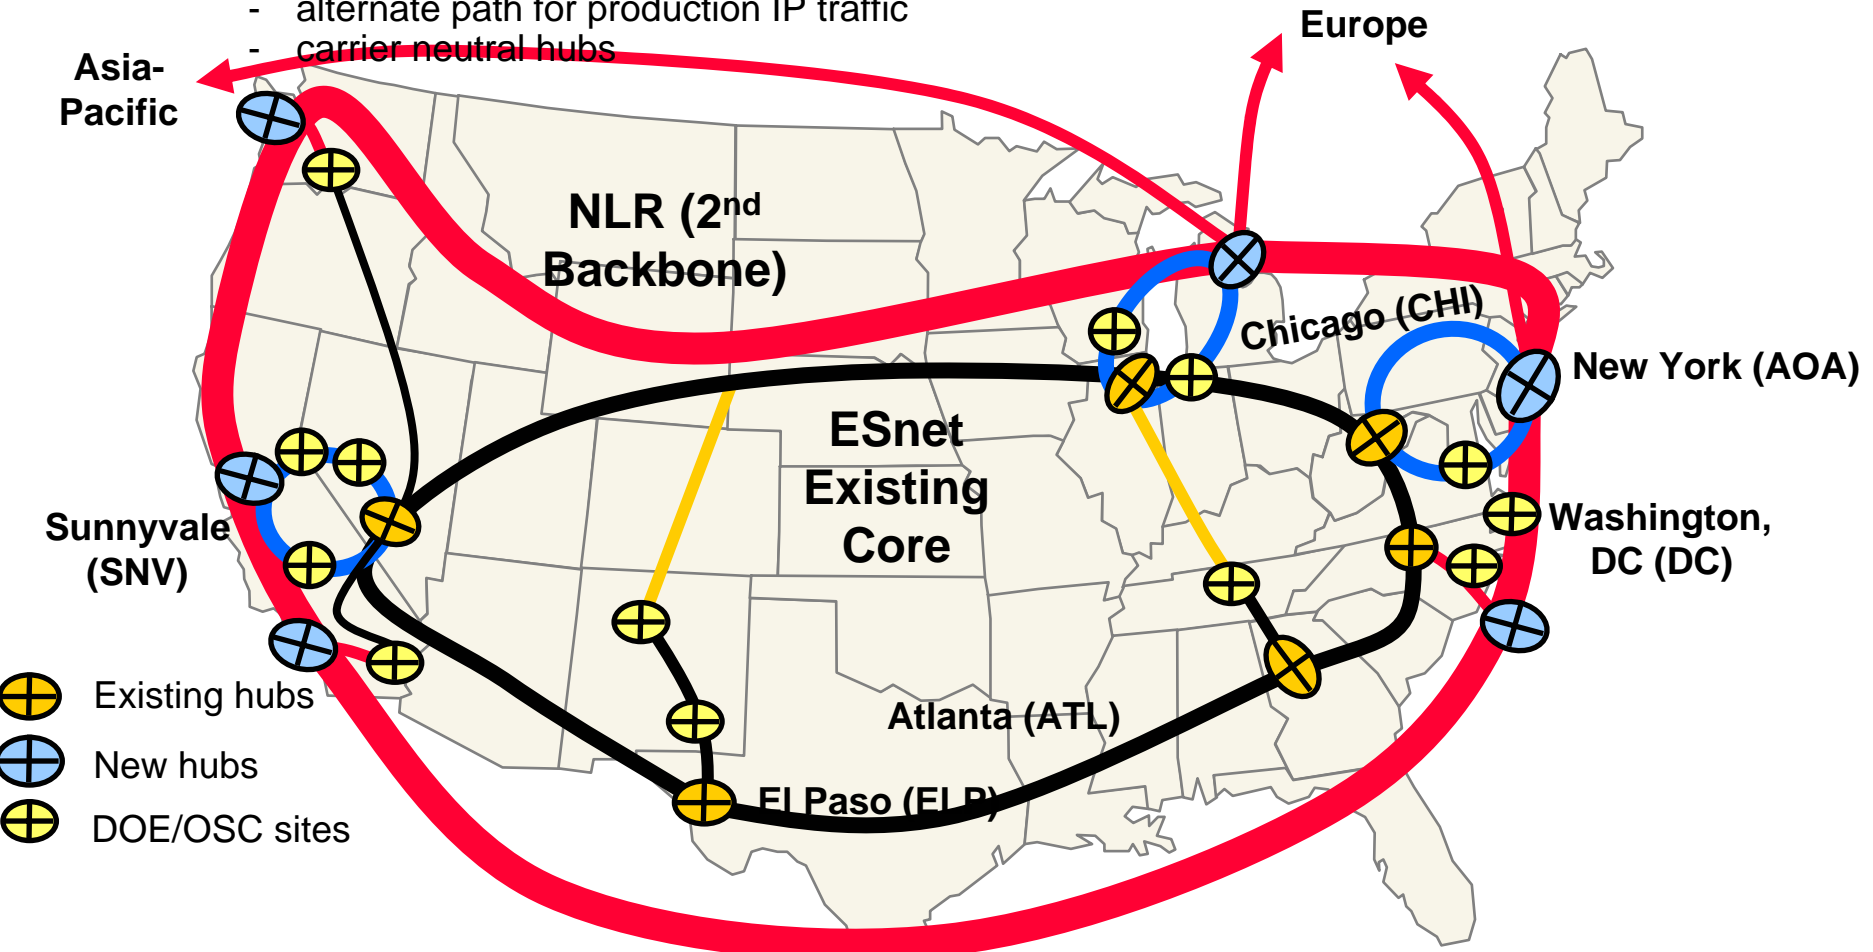 - alternate path for production IP traffic
- carrier neutral hubs
Europe
Asia-
Pacific
NLR (2nd
Backbone)
Chicago (CHI)
New York (AOA)
ESnet
Existing
Core
Sunnyvale
(SNV)
Washington,
DC (DC)
Existing hubs
Atlanta (ATL)
New hubs
El Paso (ELP)
DOE/OSC sites